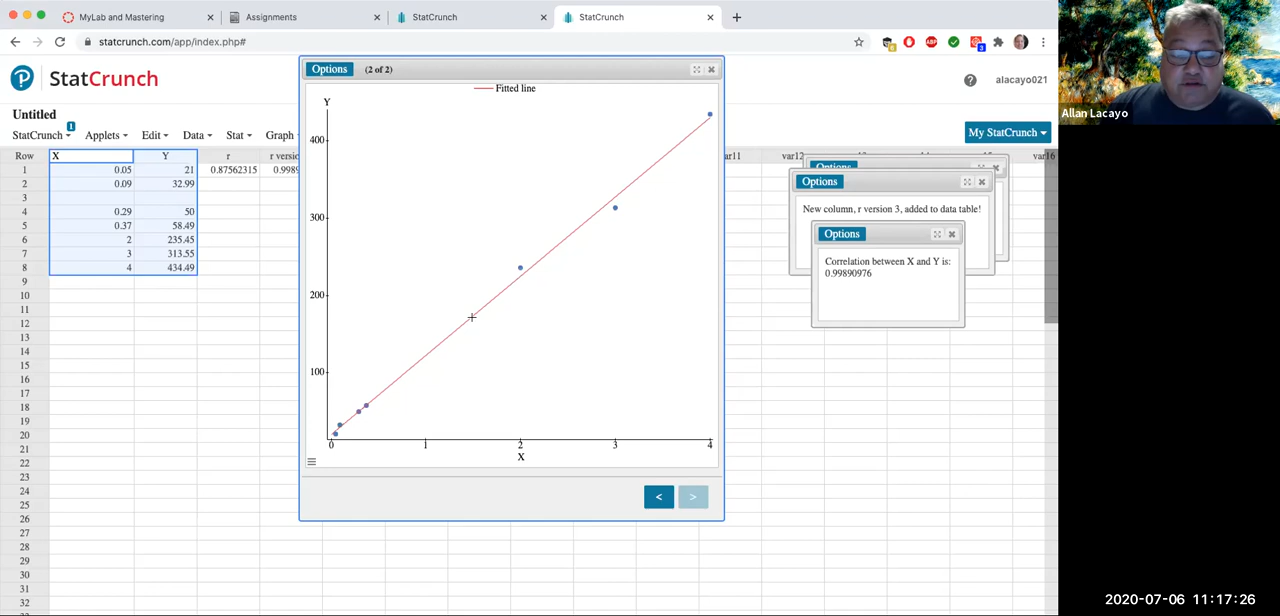 MyLab and Mastering
Assignments
StatCrunch
StatCrunch
statcrunch.com/app/index.php#
StatCrunch
alacayo021
Untitled
StatCrunch 1 Applets Edit Data Stat Graph
My StatCrunch
Row X Y r r versio var11 var12 var16
1 0.05 21 0.87562315 0.9989
2 0.09 32.99
3
4 0.29 50
5 0.37 58.49
6 2 235.45
7 3 313.55
8 4 434.49
9
10
11
12
13
14
15
16
17
18
19
20
21
22
23
24
25
26
27
28
29
30
31
32
Options (2 of 2)
Fitted line
Y
400
300
200
100
0 1 2 3 4
X
< >
Options
Options
New column, r version 3, added to data table!
Options
Correlation between X and Y is:
0.99890976
Allan Lacayo
2020-07-06 11:17:26